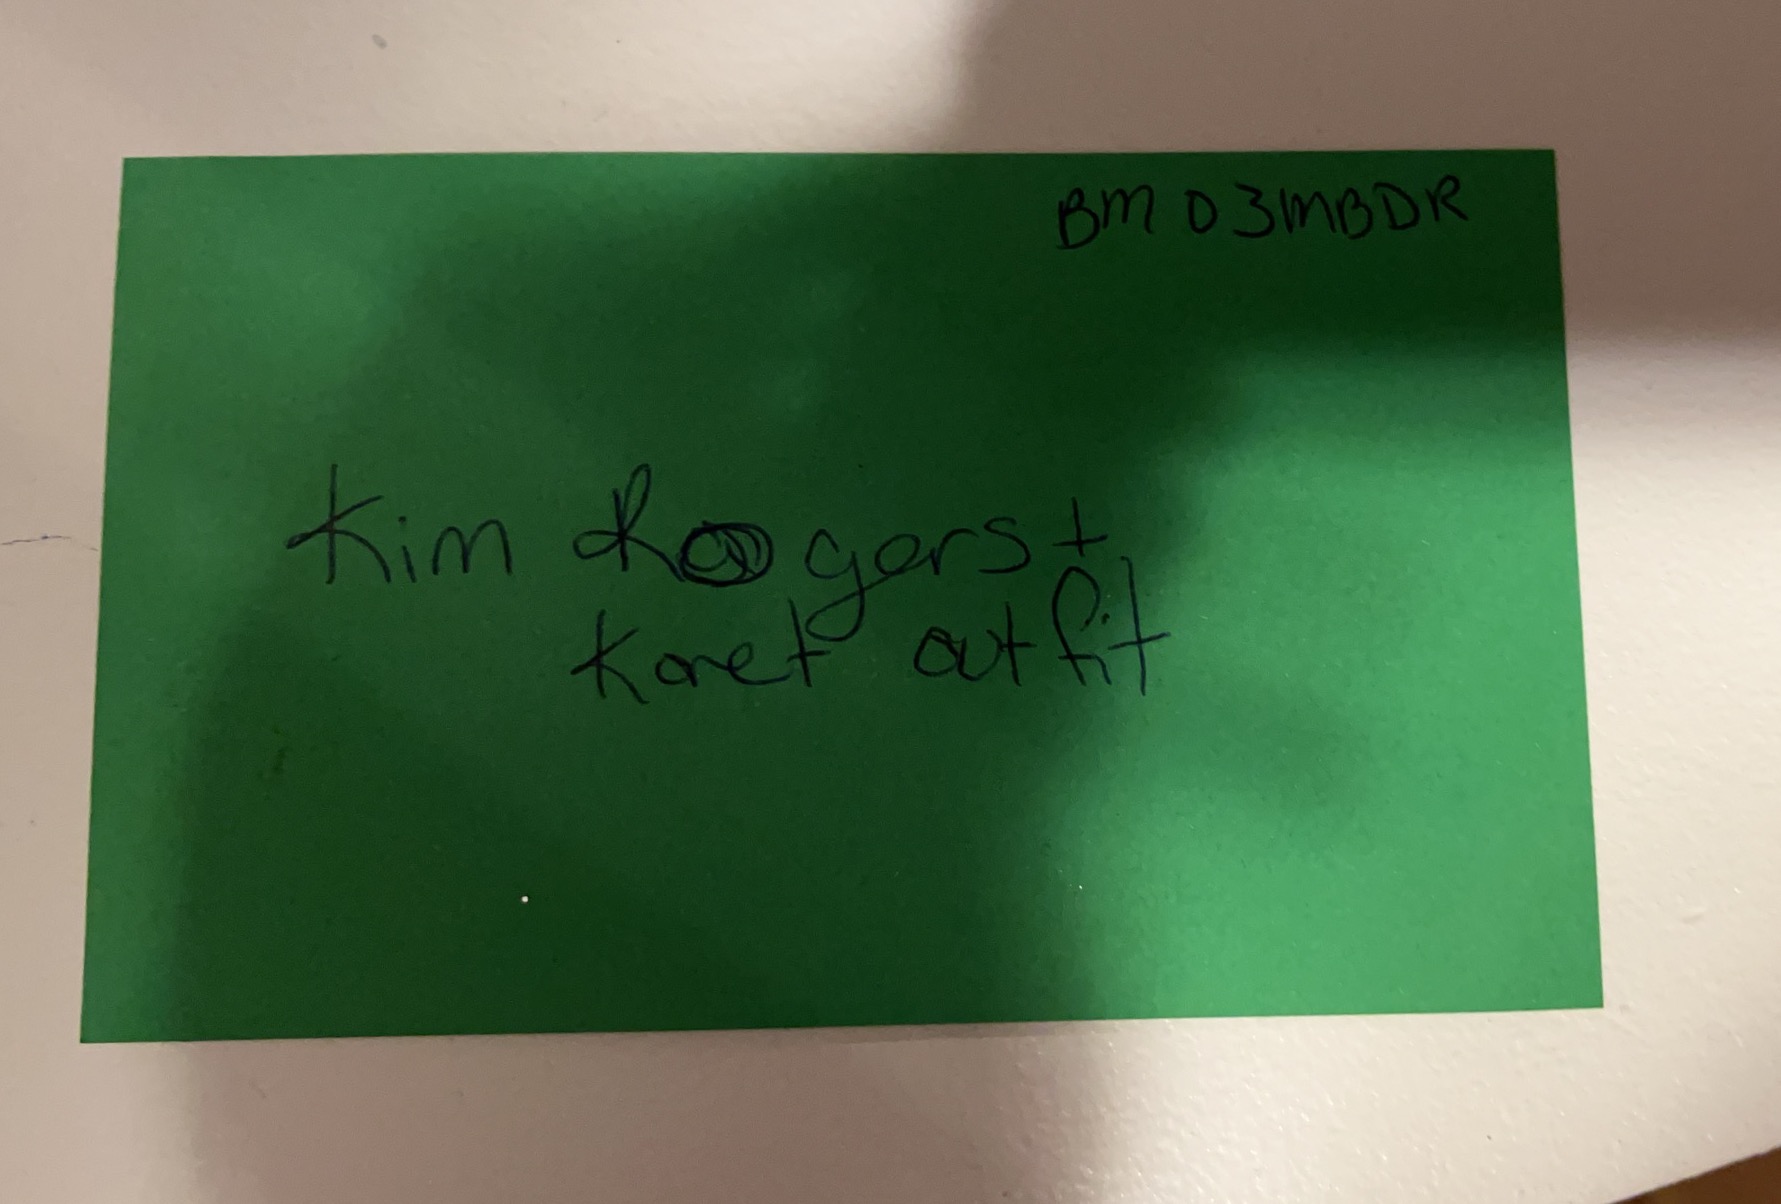 BM 03MBDR
Kim Rogers +
Koret outfit